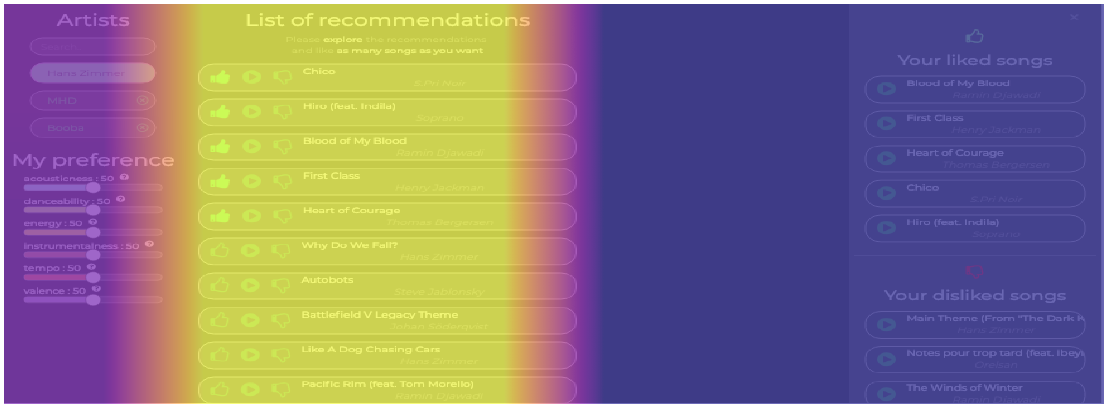 Artists
Hans Zimmer
MHD
Booba
My preference
acousticness : 50
danceability : 50
energy : 50
instrumentalness : 50
tempo : 50
valence : 50
List of recommendations
Please explore the recommendations
and like as many songs as you want
Chico
Hiro (feat. Indila)
Soprano
Blood of My Blood
Ramin Djawadi
First Class
Henry Jackman
Heart of Courage
Thomas Bergersen
Why Do We Fall?
Hans Zimmer
Autobots
Steve Jablonsky
Battlefield V Legacy Theme
Johan Söderqvist
Like A Dog Chasing Cars
Hans Zimmer
Pacific Rim (feat. Tom Morello)
Ramin Djawadi
Your liked songs
Blood of My Blood
Ramin Djawadi
First Class
Henry Jackman
Heart of Courage
Thomas Bergersen
Chico
Hiro (feat. Indila)
Soprano
Your disliked songs
Main Theme (From "The Dark K
Hans Zimmer
Notes pour trop tard (feat. Ibeyi
Orelsan
The Winds of Winter
Ramin Djawadi